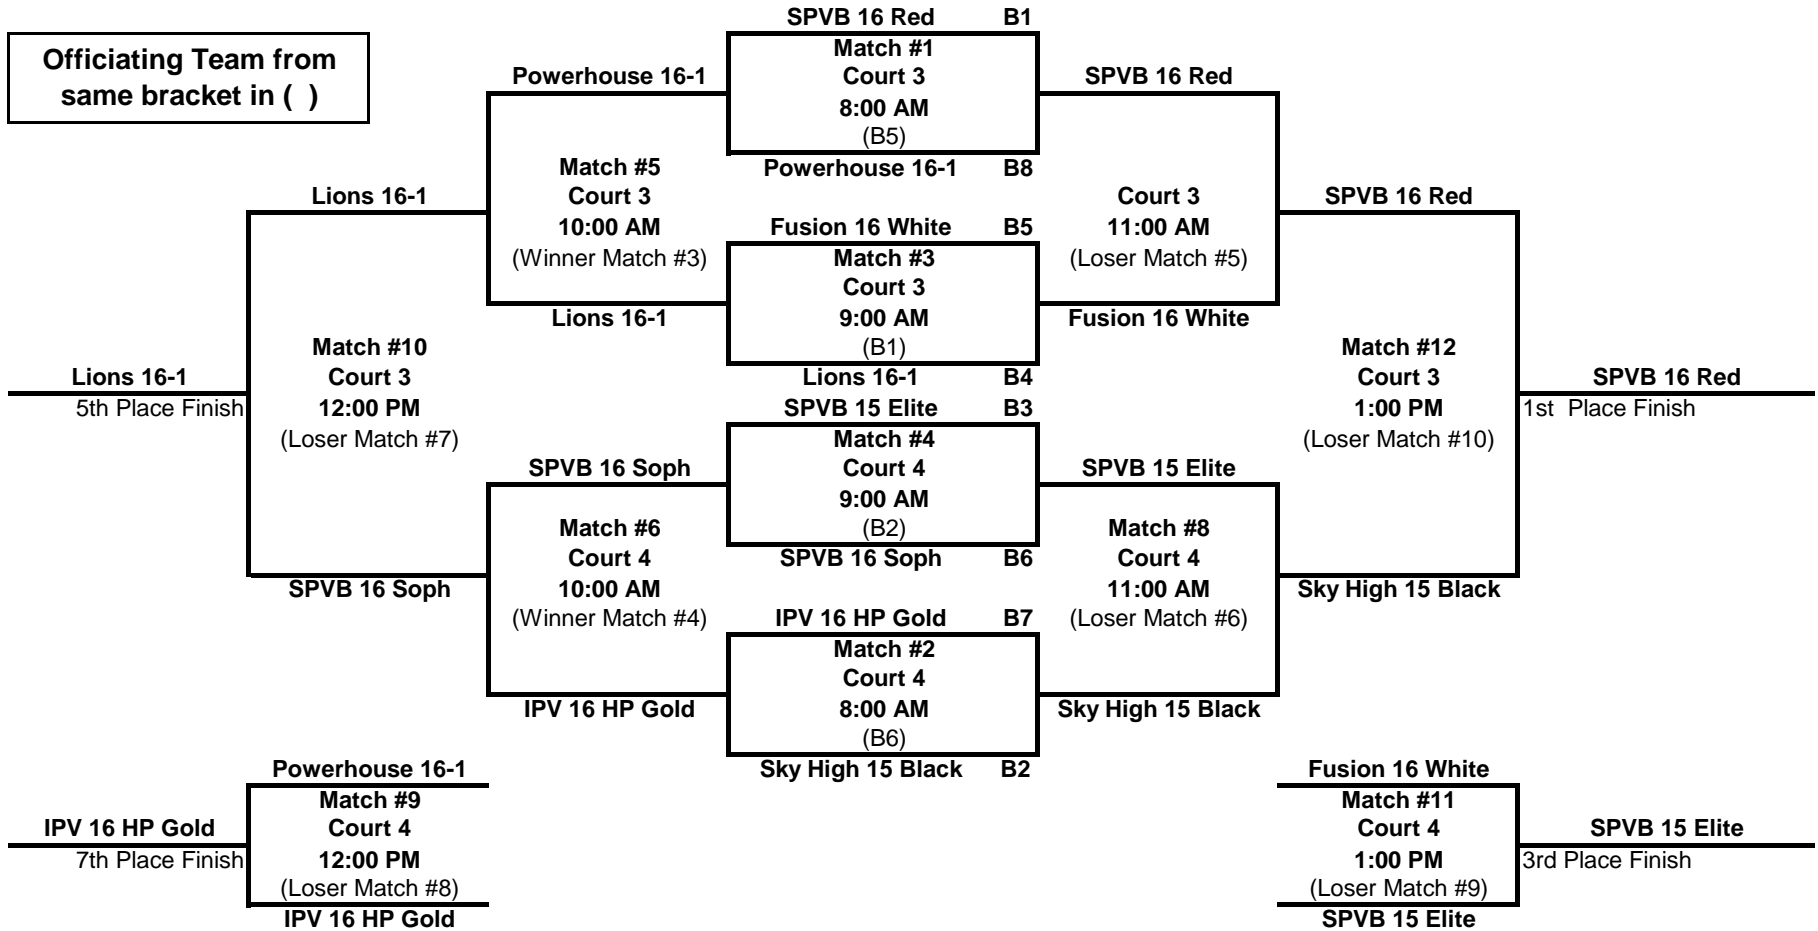 SPVB 16 Red B1
Officiating Team from
same bracket in ( )
Powerhouse 16-1
Match #1
Court 3
8:00 AM
(B5)
SPVB 16 Red
Powerhouse 16-1 B8
Match #5
Court 3
10:00 AM
(Winner Match #3)
Court 3
11:00 AM
(Loser Match #5)
Lions 16-1
SPVB 16 Red
Fusion 16 White B5
Match #3
Court 3
9:00 AM
(B1)
Lions 16-1
Fusion 16 White
Lions 16-1 B4
Match #10
Court 3
12:00 PM
(Loser Match #7)
Match #12
Court 3
1:00 PM
(Loser Match #10)
Lions 16-1
5th Place Finish
SPVB 16 Red
1st Place Finish
SPVB 15 Elite B3
Match #4
Court 4
9:00 AM
(B2)
SPVB 16 Soph
SPVB 15 Elite
SPVB 16 Soph B6
Match #6
Court 4
10:00 AM
(Winner Match #4)
Match #8
Court 4
11:00 AM
(Loser Match #6)
SPVB 16 Soph
Sky High 15 Black
IPV 16 HP Gold B7
Match #2
Court 4
8:00 AM
(B6)
IPV 16 HP Gold
Sky High 15 Black
Sky High 15 Black B2
Powerhouse 16-1
Match #9
Court 4
12:00 PM
(Loser Match #8)
IPV 16 HP Gold
IPV 16 HP Gold
7th Place Finish
Fusion 16 White
Match #11
Court 4
1:00 PM
(Loser Match #9)
SPVB 15 Elite
SPVB 15 Elite
3rd Place Finish